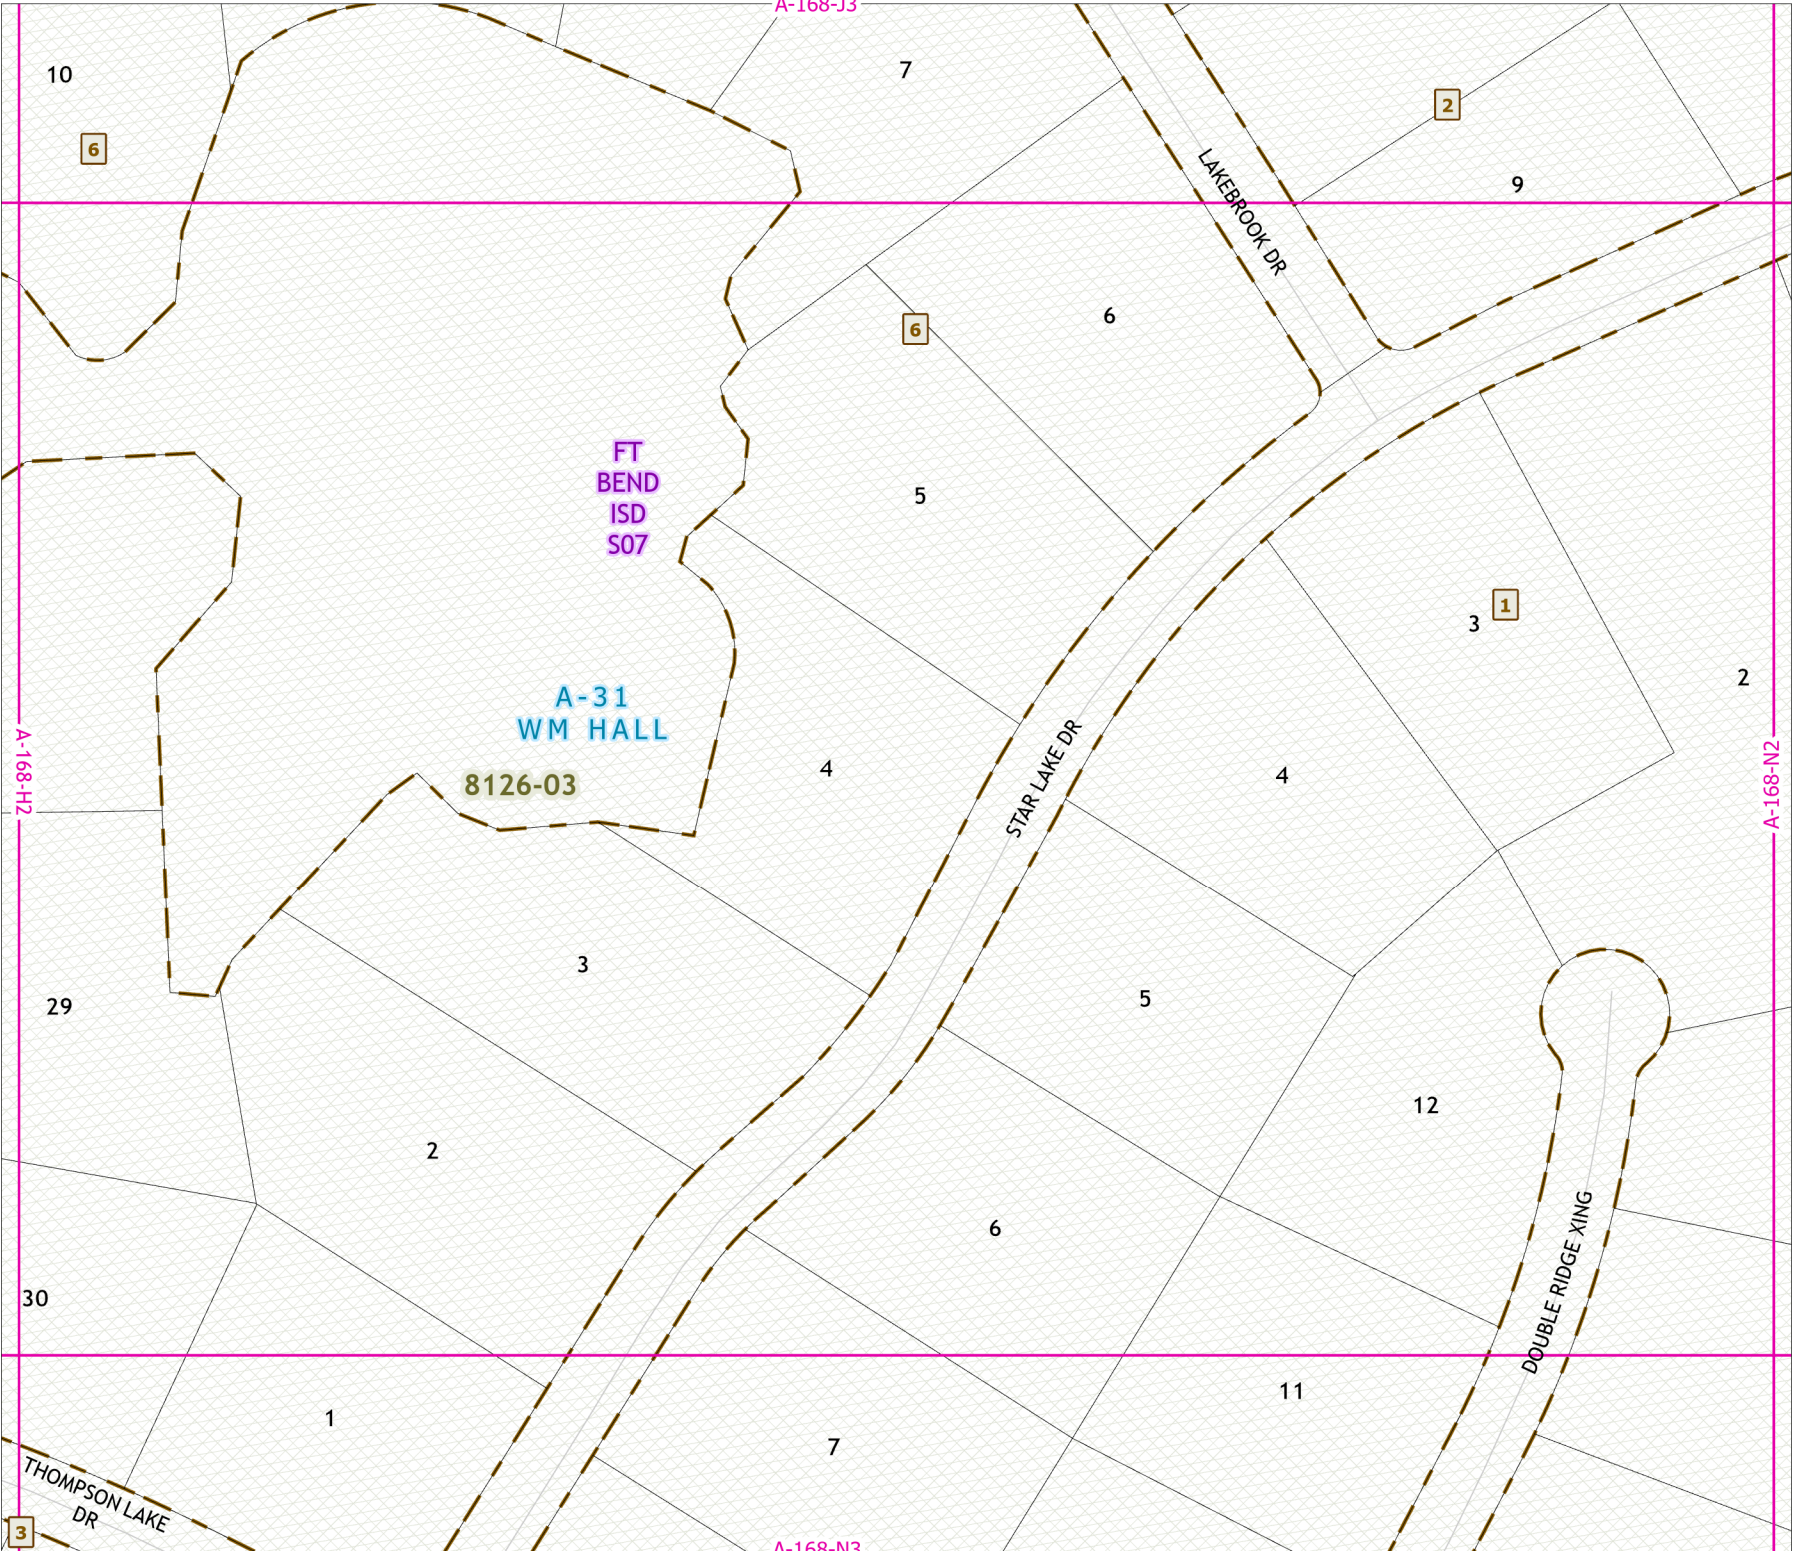 A-168-J3
10
7
2
6
9
LAKEBROOK DR
6
6
FT
BEND
ISD
S07
5
1
3
2
A-31
WM HALL
8126-03
4
STAR LAKE DR
4
A-168-H2
A-168-N2
3
5
29
12
2
6
DOUBLE RIDGE XING
30
11
1
7
THOMPSON LAKE
DR
3
A-168-N3